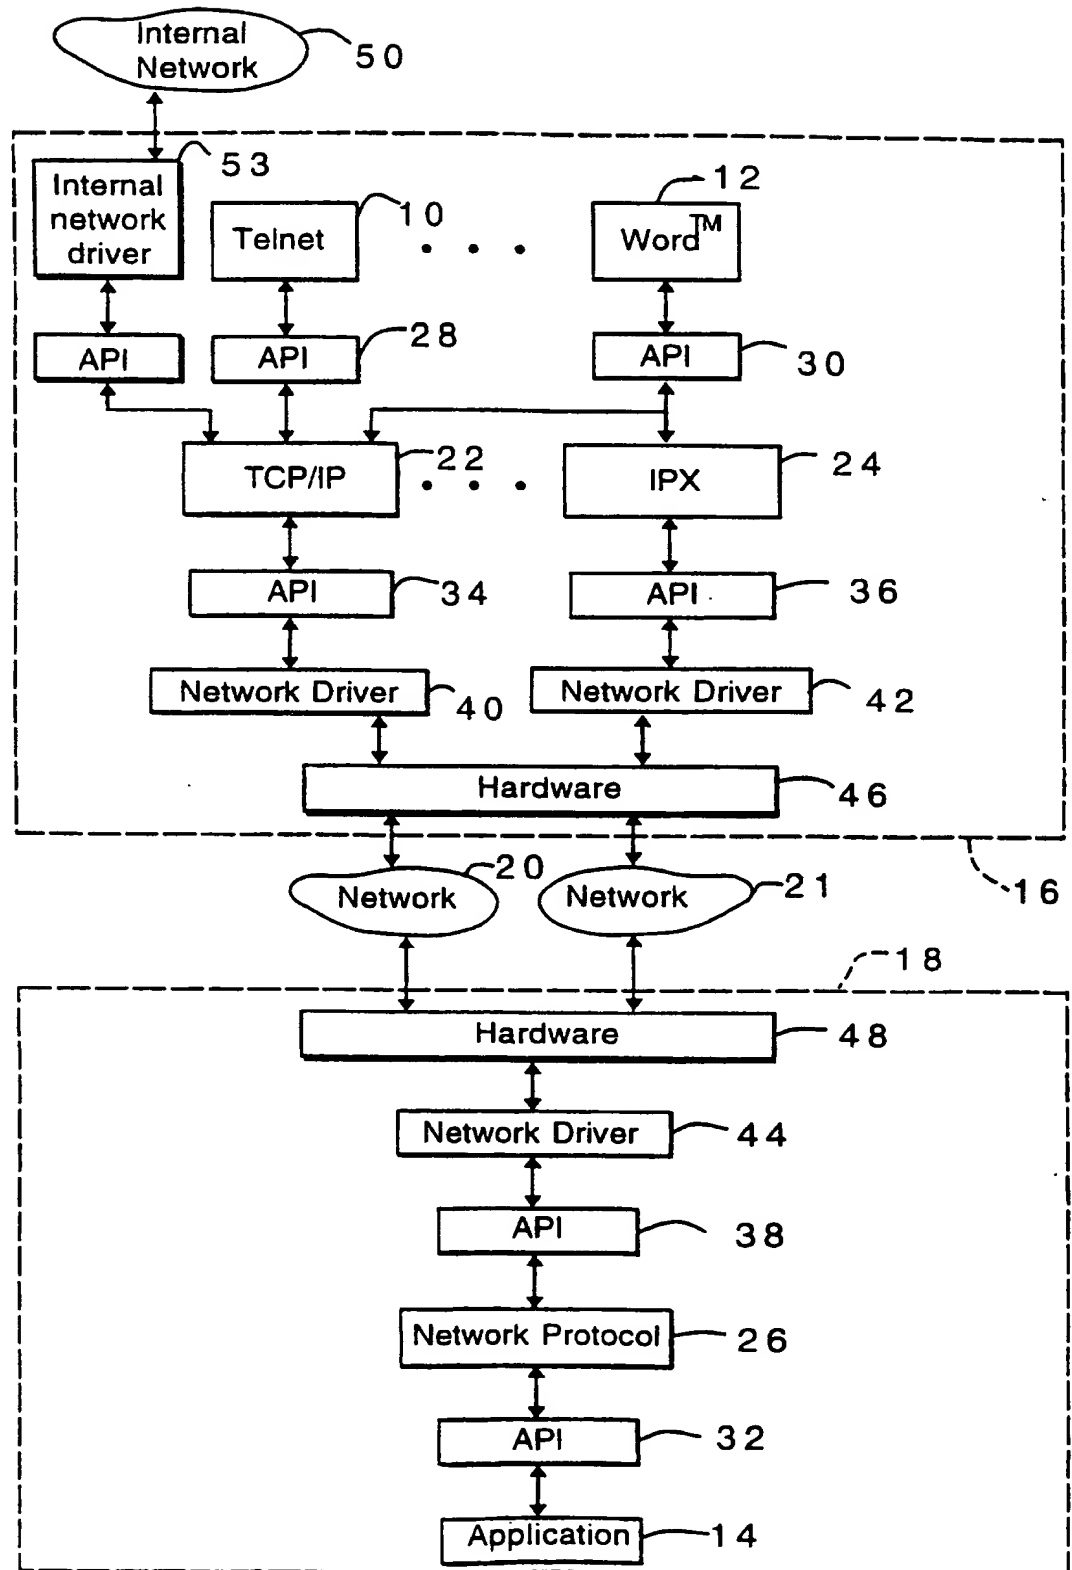 Internal
Network
50
53
Internal
network
driver
10
Telnet
12
Word™
API
28
API
API
30
TCP/IP
22
IPX
24
API
34
API
36
Network Driver
40
Network Driver
42
Hardware
46
16
Network
20
Network
21
18
Hardware
48
Network Driver
44
API
38
Network Protocol
26
API
32
Application
14